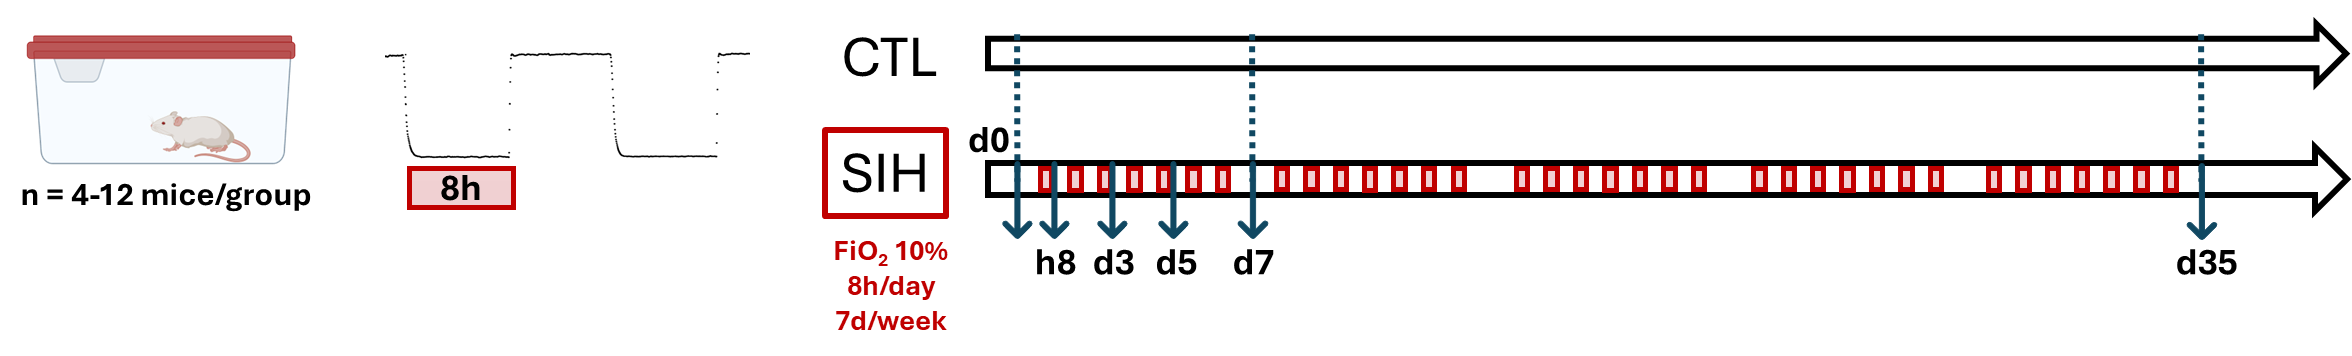 n = 4-12 mice/group
8h
CTL
d0
SIH
FiO₂ 10%
8h/day
7d/week
h8 d3 d5 d7 d35